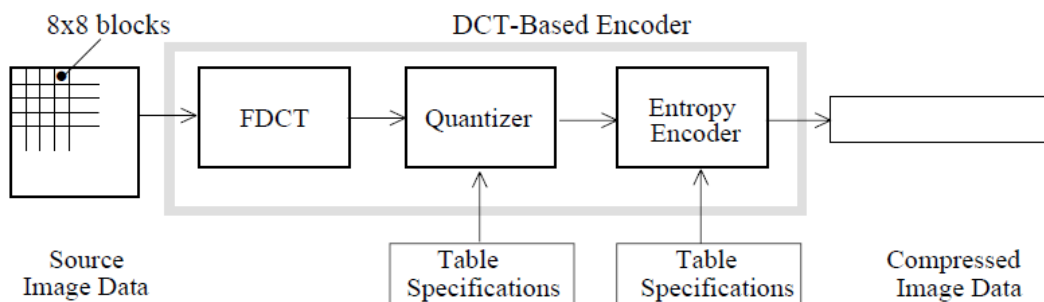 8x8 blocks
DCT-Based Encoder
FDCT
Quantizer
Entropy
Encoder
Source
Image Data
Table
Specifications
Table
Specifications
Compressed
Image Data